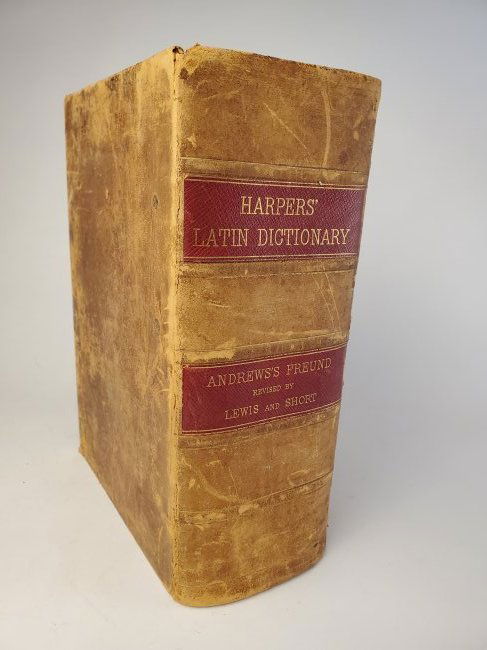 HARPERS'
LATIN DICTIONARY
ANDREWS'S FREUND
REVISED BY
LEWIS AND SHORT